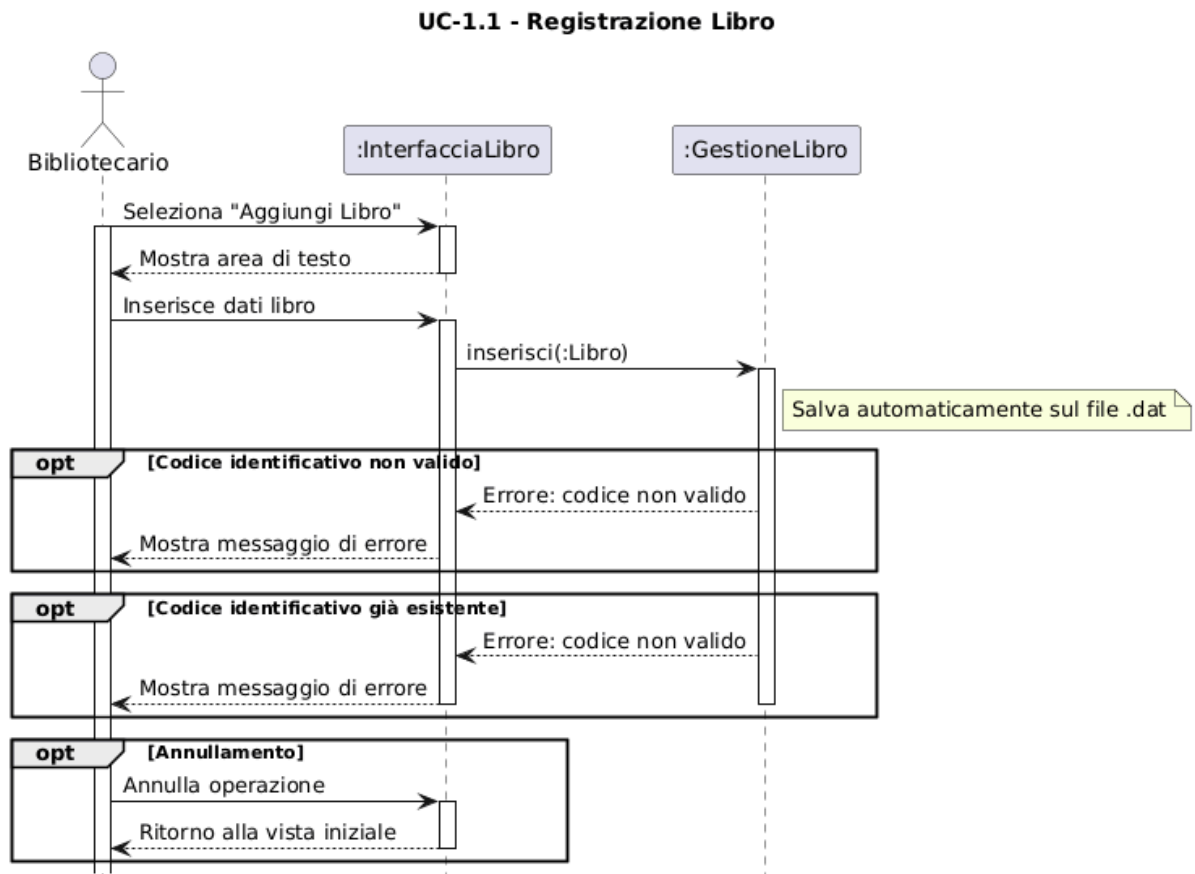 UC-1.1 - Registrazione Libro
Bibliotecario
:InterfacciaLibro
:GestioneLibro
Seleziona "Aggiungi Libro"
Mostra area di testo
Inserisce dati libro
inserisci(:Libro)
Salva automaticamente sul file .dat
opt [Codice identificativo non valido]
Errore: codice non valido
Mostra messaggio di errore
opt [Codice identificativo già esistente]
Errore: codice non valido
Mostra messaggio di errore
opt [Annullamento]
Annulla operazione
Ritorno alla vista iniziale